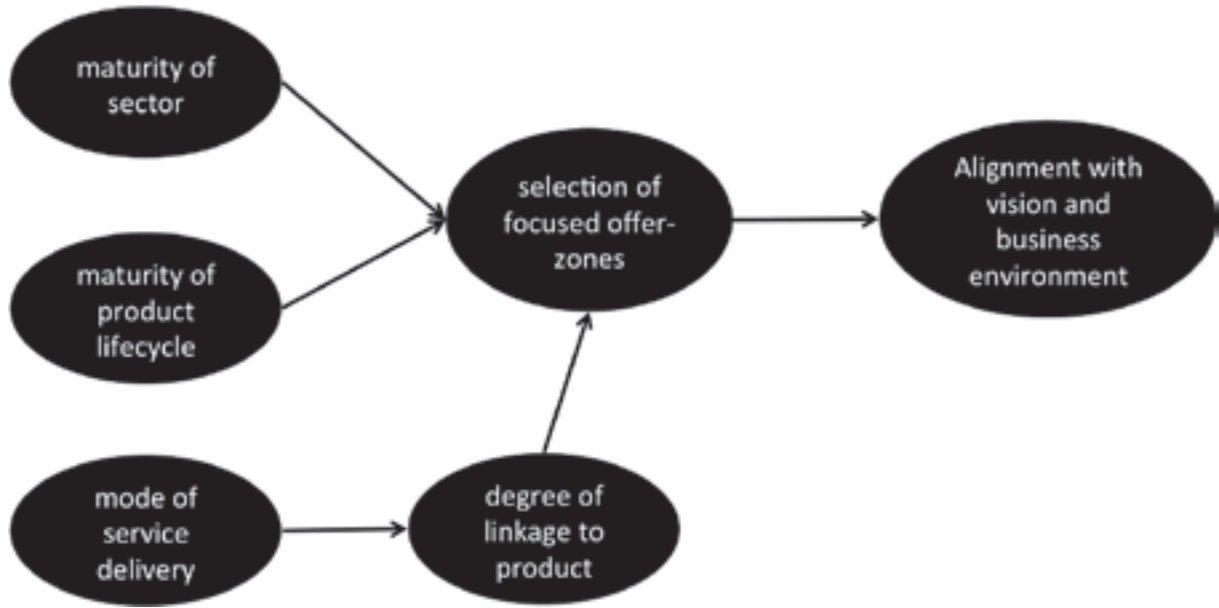 maturity of
sector
maturity of
product
lifecycle
mode of
service
delivery
degree of
linkage to
product
selection of
focused offer-
zones
Alignment with
vision and
business
environment